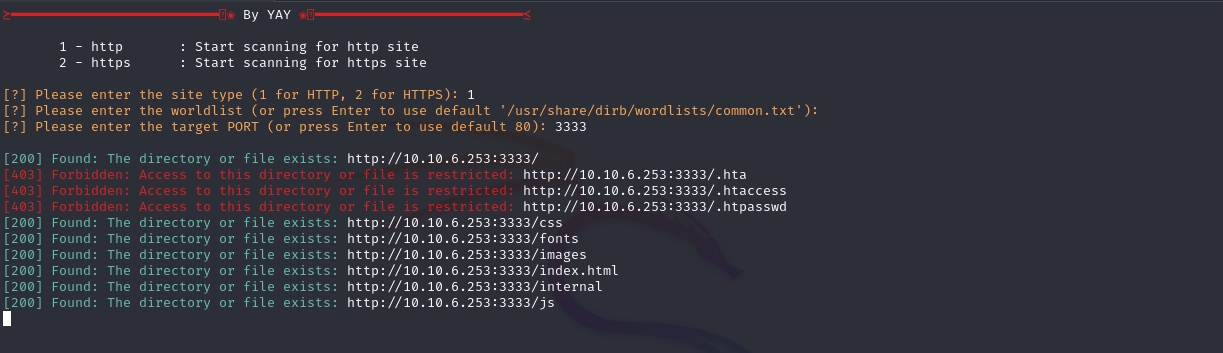 By YAY
1 - http : Start scanning for http site
2 - https : Start scanning for https site
[?] Please enter the site type (1 for HTTP, 2 for HTTPS): 1
[?] Please enter the worldlist (or press Enter to use default '/usr/share/dirb/wordlists/common.txt'):
[?] Please enter the target PORT (or press Enter to use default 80): 3333
[200] Found: The directory or file exists: http://10.10.6.253:3333/
[403] Forbidden: Access to this directory or file is restricted: http://10.10.6.253:3333/.hta
[403] Forbidden: Access to this directory or file is restricted: http://10.10.6.253:3333/.htaccess
[403] Forbidden: Access to this directory or file is restricted: http://10.10.6.253:3333/.htpasswd
[200] Found: The directory or file exists: http://10.10.6.253:3333/css
[200] Found: The directory or file exists: http://10.10.6.253:3333/fonts
[200] Found: The directory or file exists: http://10.10.6.253:3333/images
[200] Found: The directory or file exists: http://10.10.6.253:3333/index.html
[200] Found: The directory or file exists: http://10.10.6.253:3333/internal
[200] Found: The directory or file exists: http://10.10.6.253:3333/js